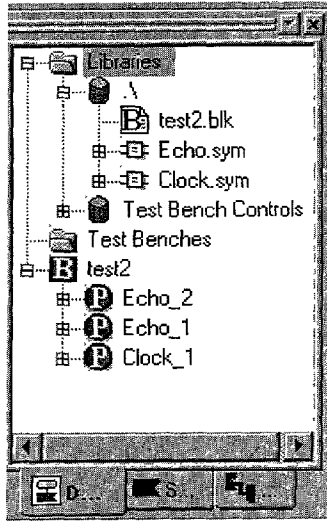 Libraries
.\
test2.blk
Echo.sym
Clock.sym
Test Bench Controls
Test Benches
B test2
P Echo_2
P Echo_1
P Clock_1
D... S...